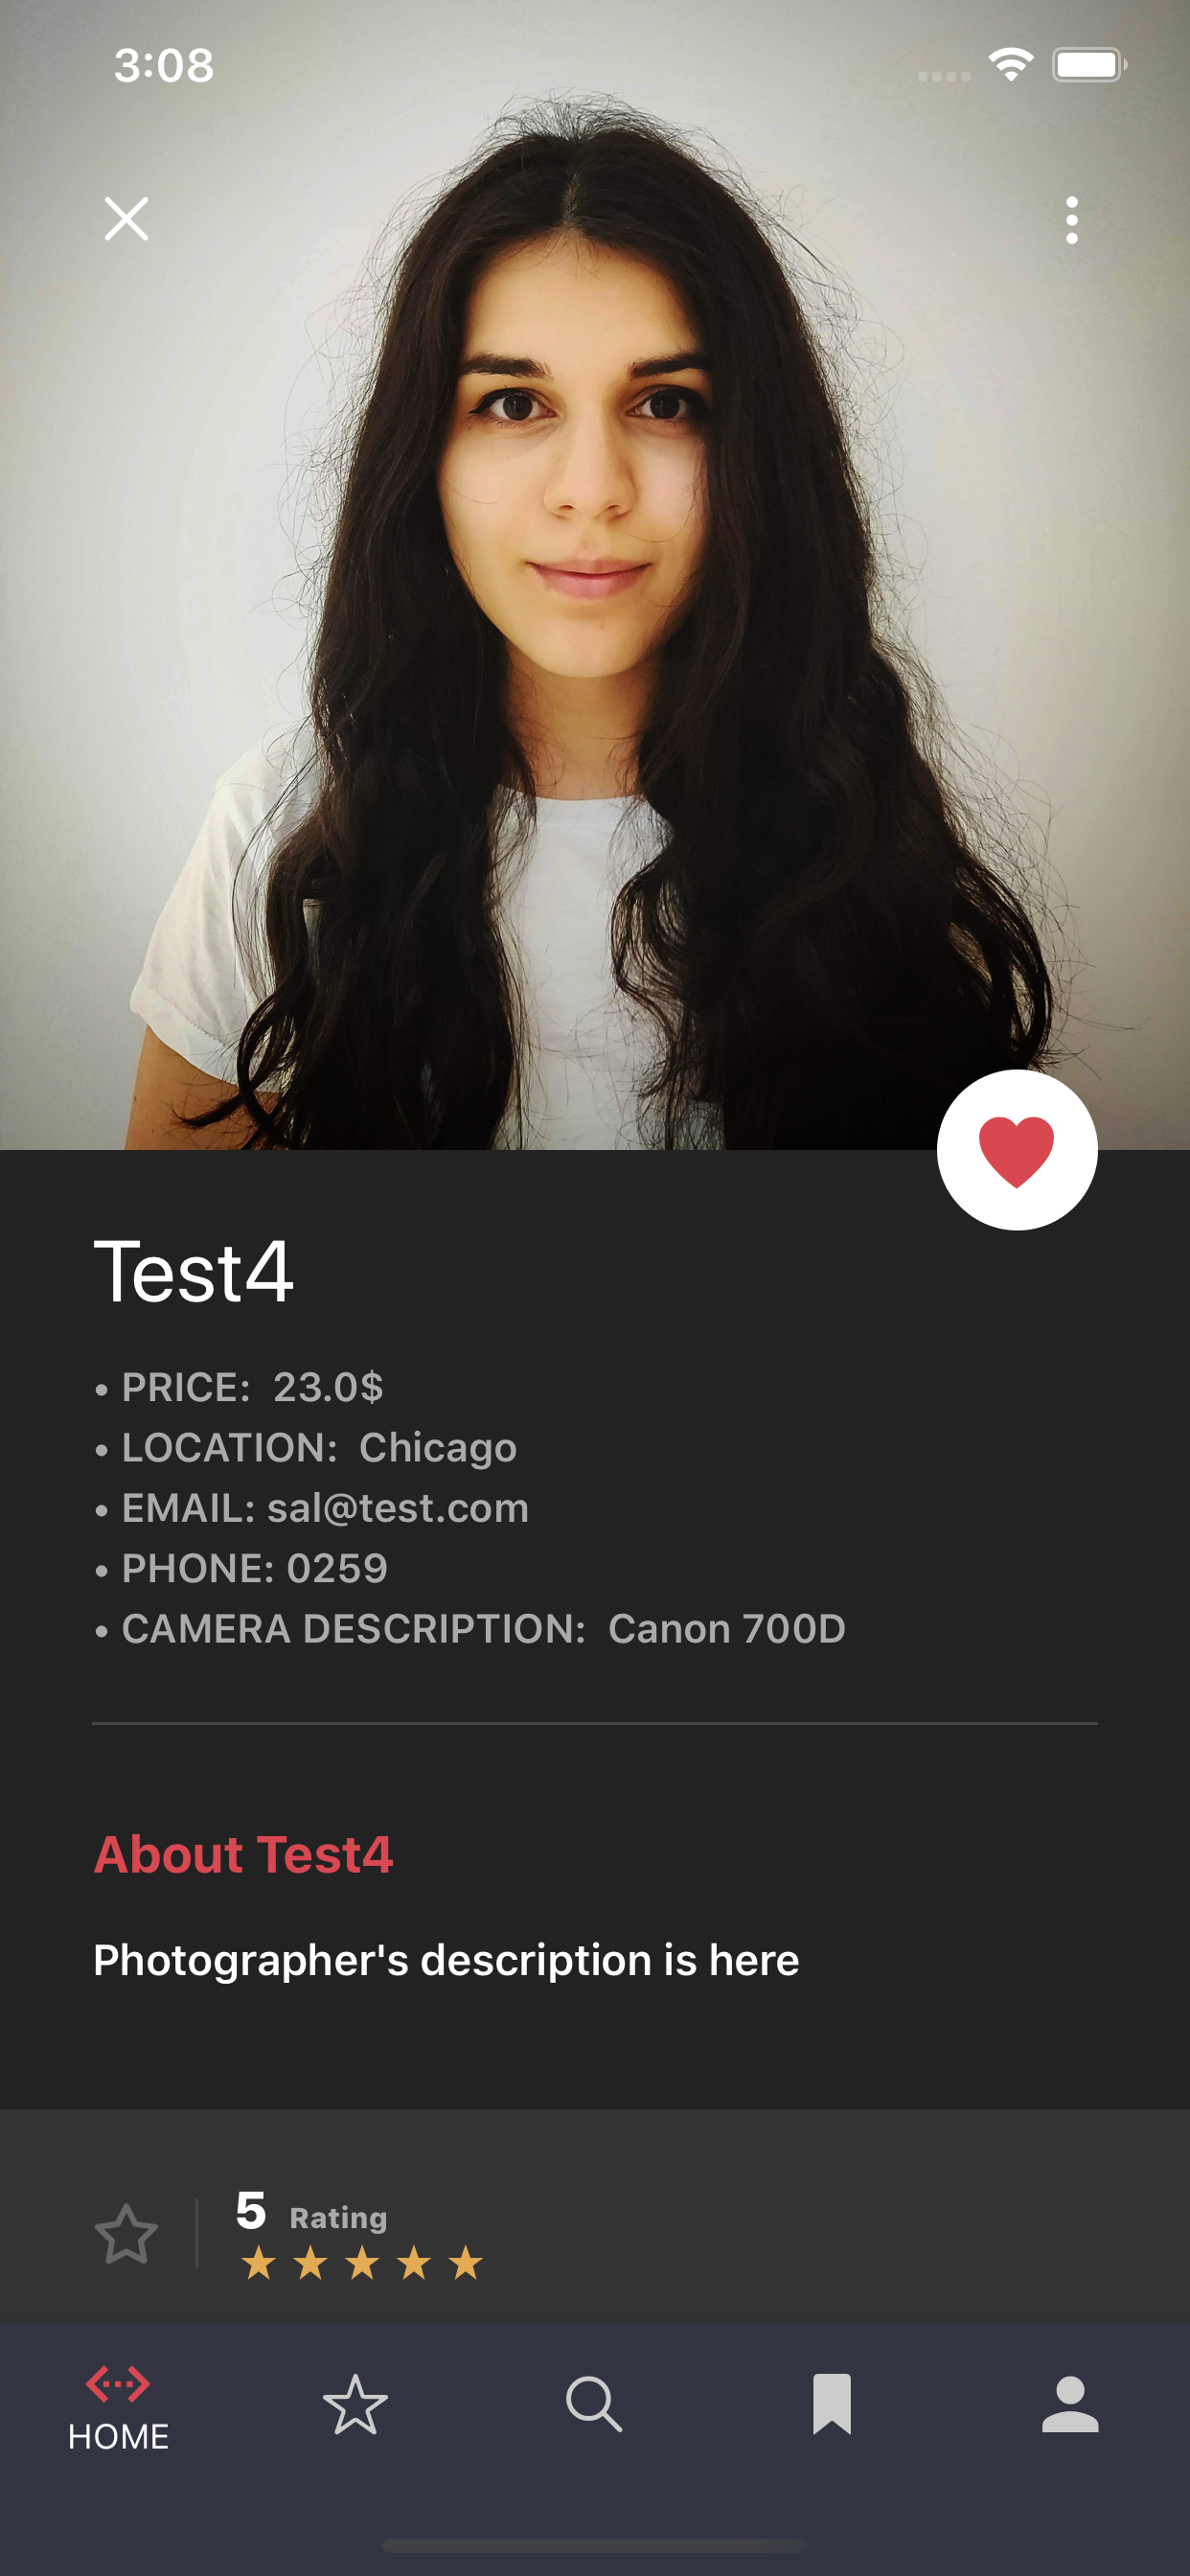 3:08
Test4
• PRICE:  23.0$
• LOCATION:  Chicago
• EMAIL: sal@test.com
• PHONE: 0259
• CAMERA DESCRIPTION:  Canon 700D
About Test4
Photographer's description is here
5 Rating
HOME